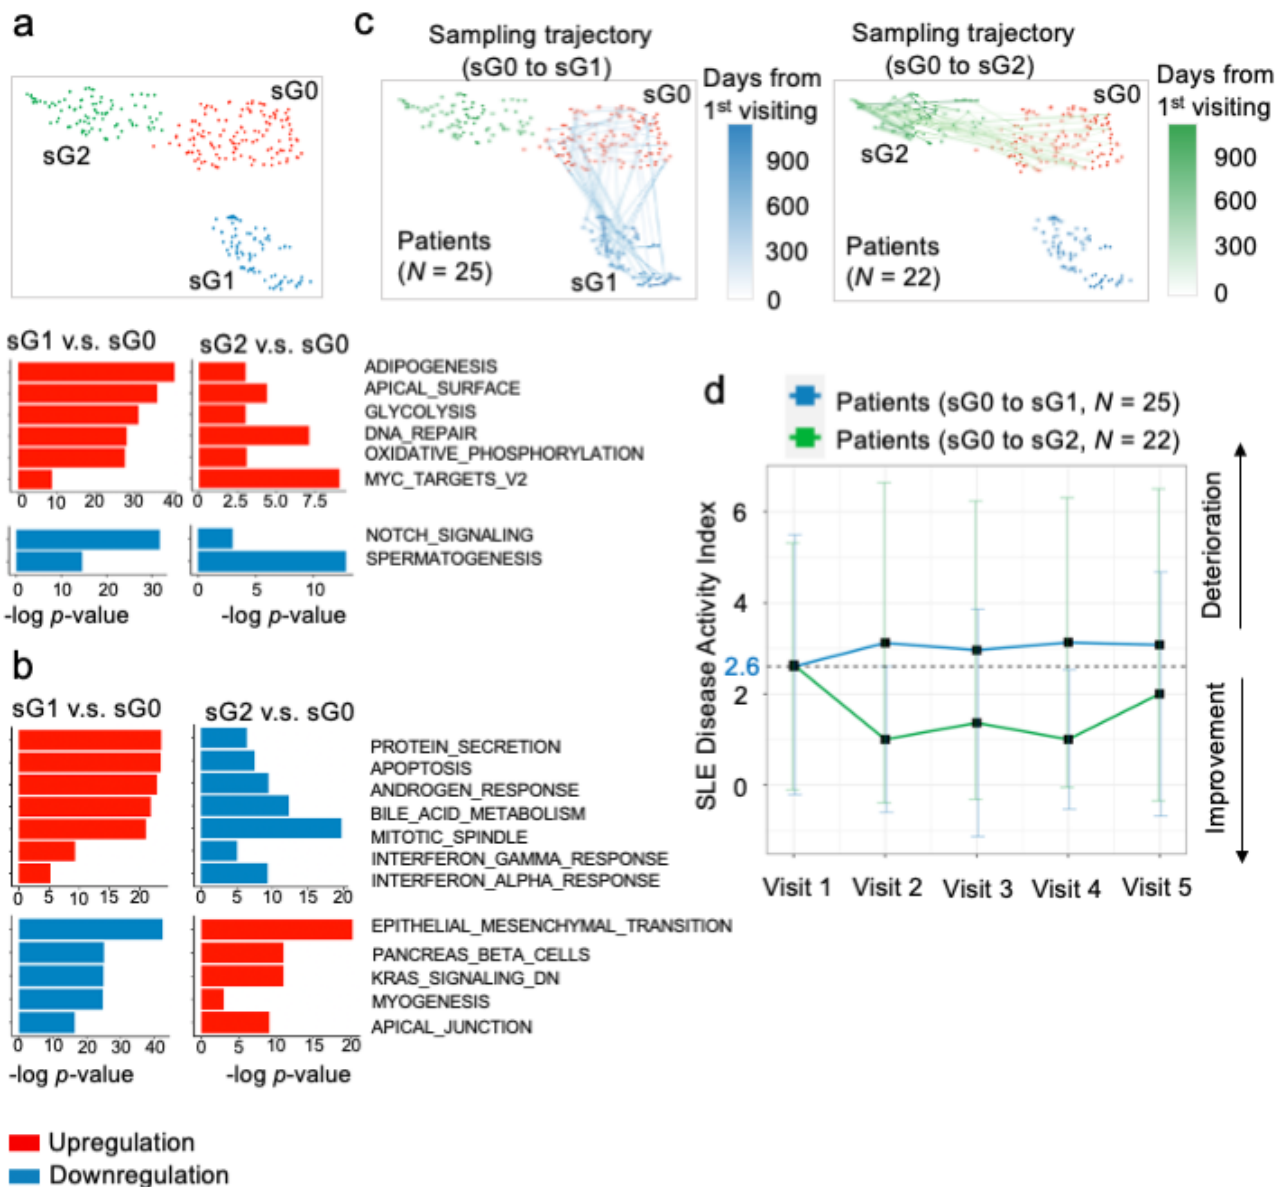 a
sG0
sG2
sG1
c
Sampling trajectory
(sG0 to sG1)
sG0
Patients
(N = 25)
sG1
Days from
1st visiting
900
600
300
0
Sampling trajectory
(sG0 to sG2)
sG0
sG2
Patients
(N = 22)
Days from
1st visiting
900
600
300
0
sG1 v.s. sG0
sG2 v.s. sG0
ADIPOGENESIS
APICAL_SURFACE
GLYCOLYSIS
DNA_REPAIR
OXIDATIVE_PHOSPHORYLATION
MYC_TARGETS_V2
0 10 20 30 40
0 2.5 5.0 7.5
NOTCH_SIGNALING
SPERMATOGENESIS
0 10 20 30
0 5 10
-log p-value
-log p-value
b
sG1 v.s. sG0
sG2 v.s. sG0
PROTEIN_SECRETION
APOPTOSIS
ANDROGEN_RESPONSE
BILE_ACID_METABOLISM
MITOTIC_SPINDLE
INTERFERON_GAMMA_RESPONSE
INTERFERON_ALPHA_RESPONSE
0 5 10 15 20
0 5 10 15 20
EPITHELIAL_MESENCHYMAL_TRANSITION
PANCREAS_BETA_CELLS
KRAS_SIGNALING_DN
MYOGENESIS
APICAL_JUNCTION
0 10 20 30 40
0 5 10 15 20
-log p-value
-log p-value
Upregulation
Downregulation
d
Patients (sG0 to sG1, N = 25)
Patients (sG0 to sG2, N = 22)
SLE Disease Activity Index
6
4
2.6
2
0
Visit 1 Visit 2 Visit 3 Visit 4 Visit 5
Deterioration
Improvement